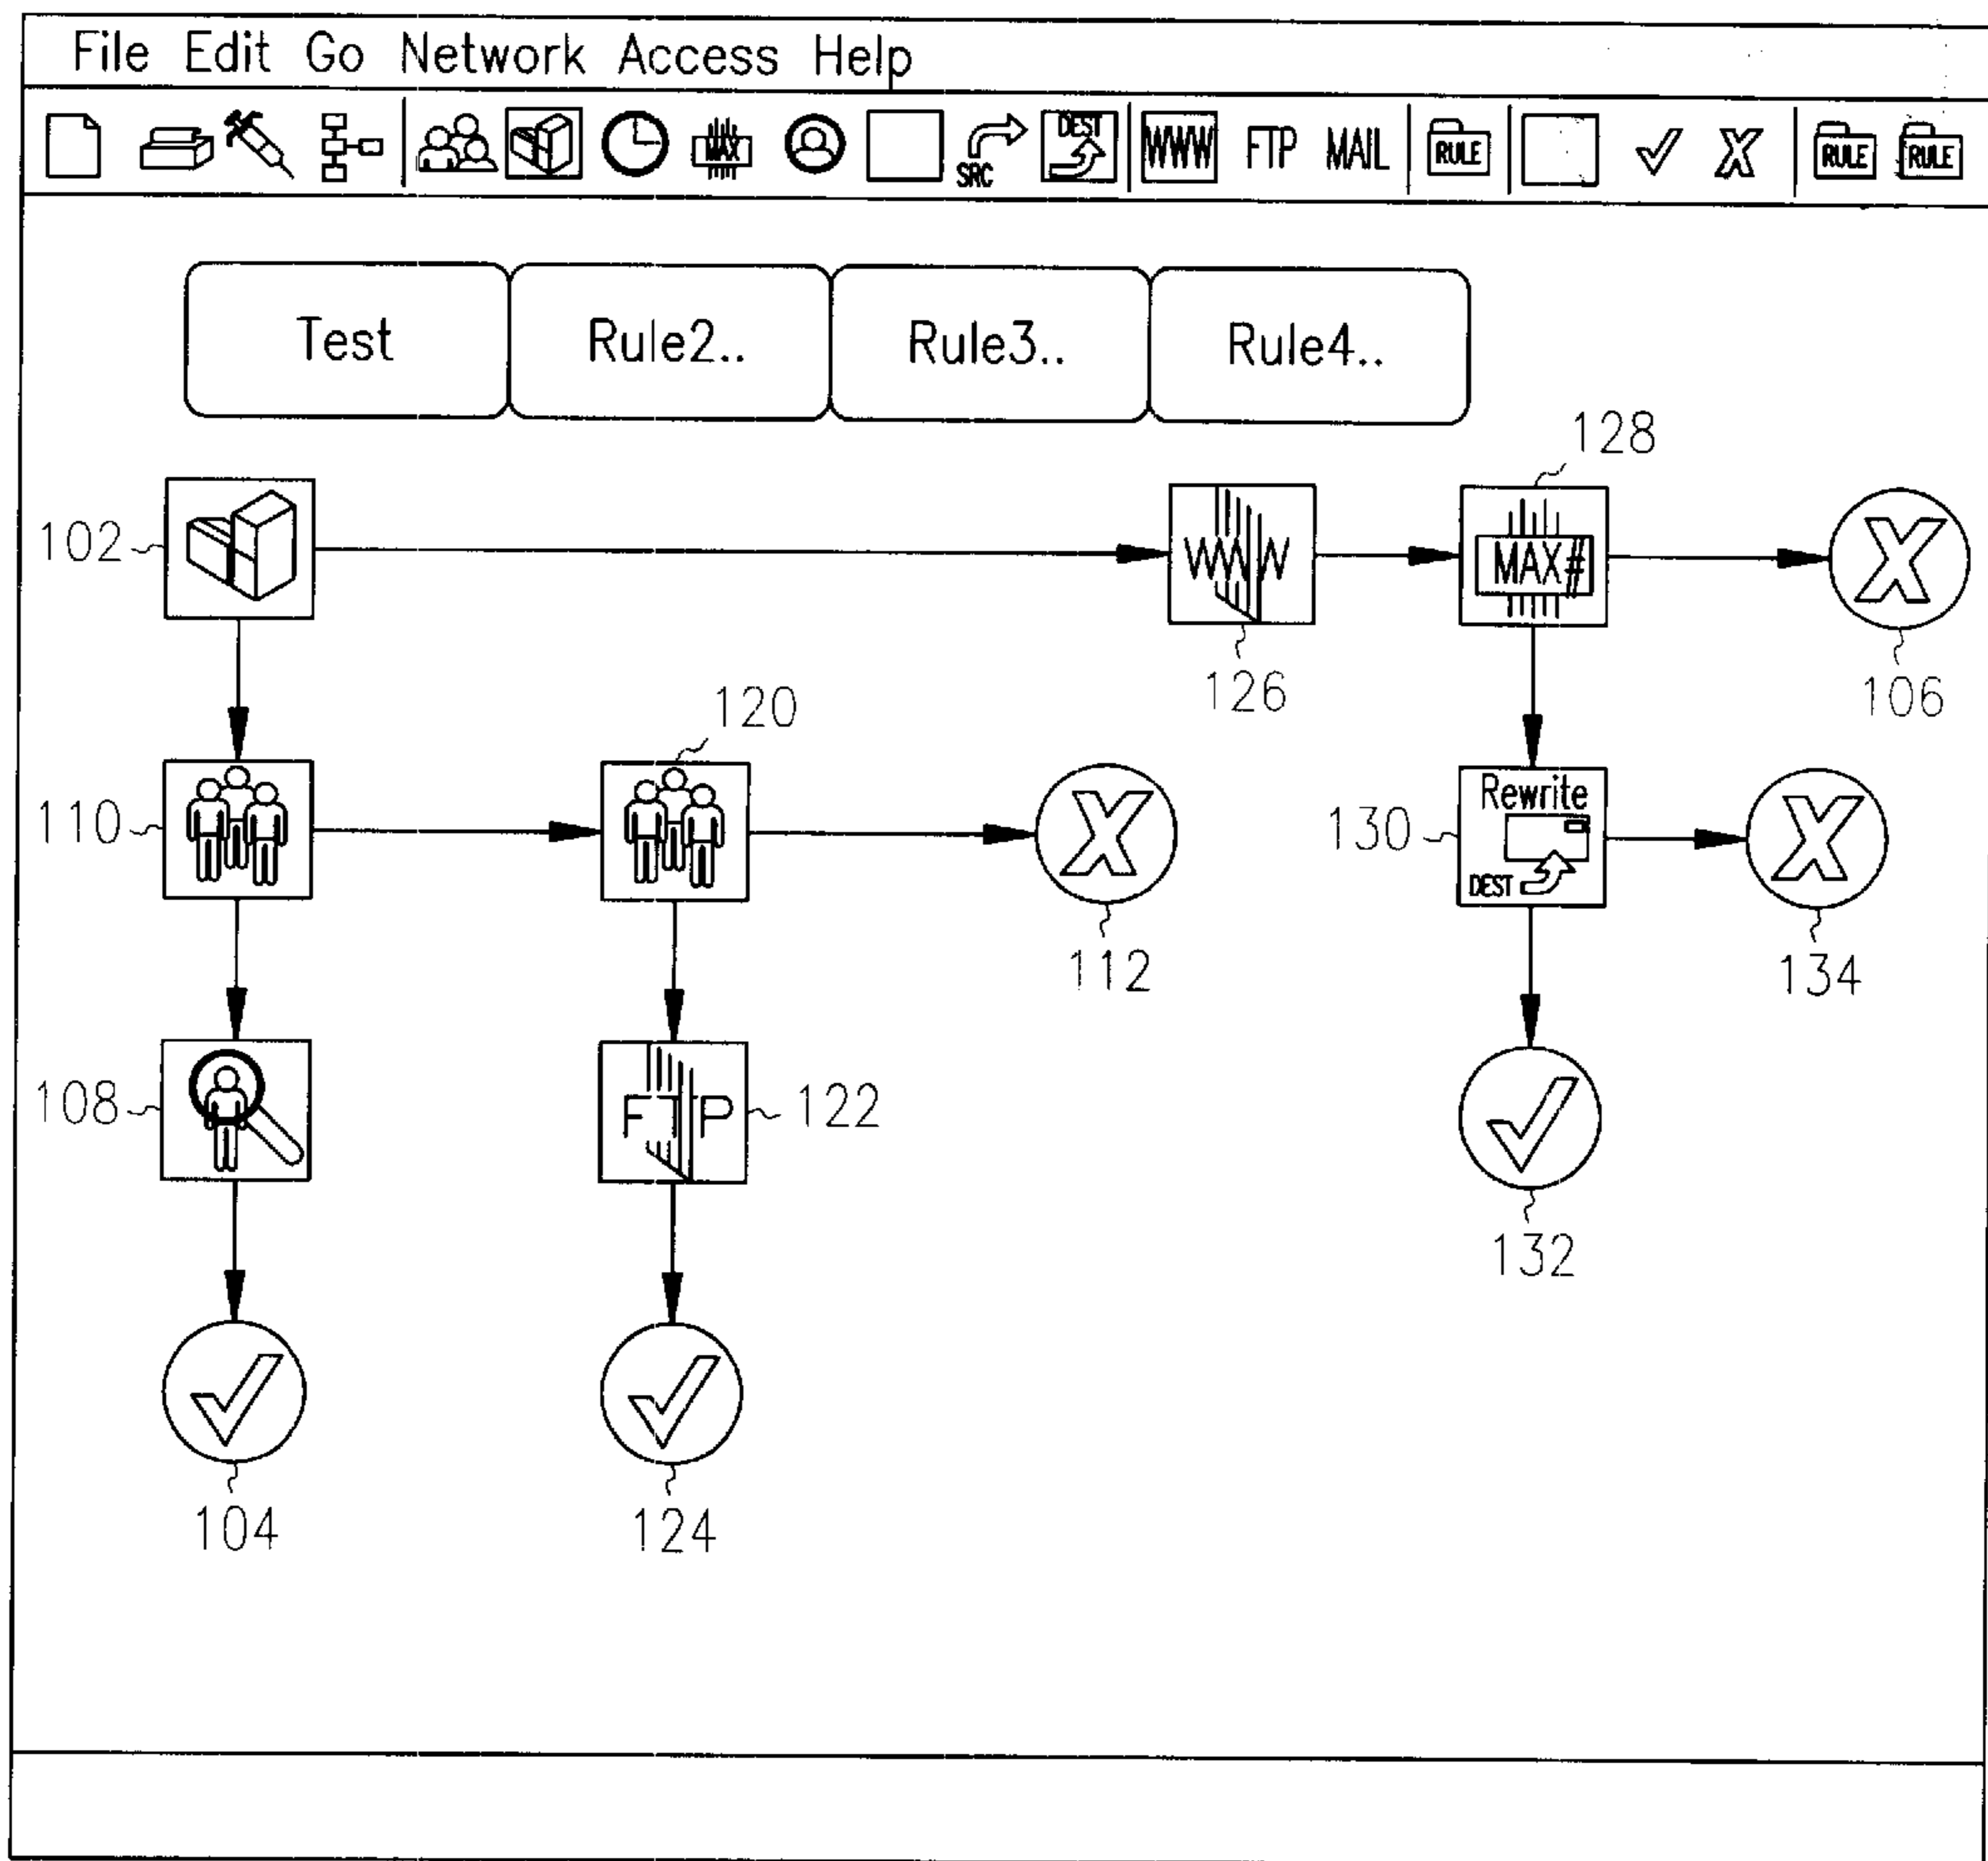 File Edit Go Network Access Help
MAX SRC DEST WWW FTP MAIL RULE RULE RULE
Test Rule2.. Rule3.. Rule4..
128
102
WWW
MAX#
126
106
120
110
Rewrite
DEST
130
112
134
108
FTP
122
132
104
124